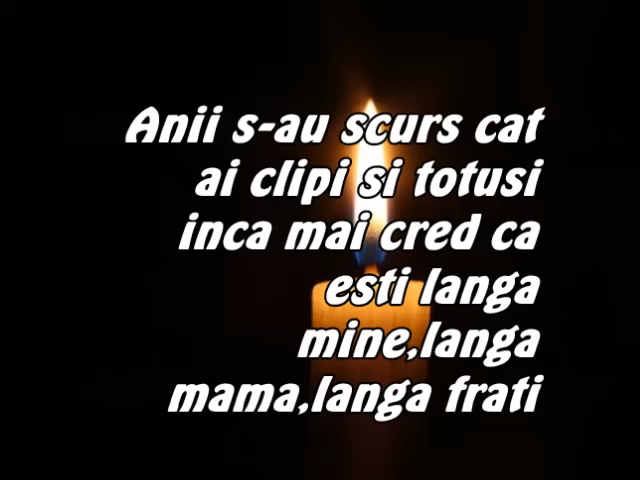 Anii s-au scurs cat
ai clipi si totusi
inca mai cred ca
esti langa
mine,langa
mama,langa frati